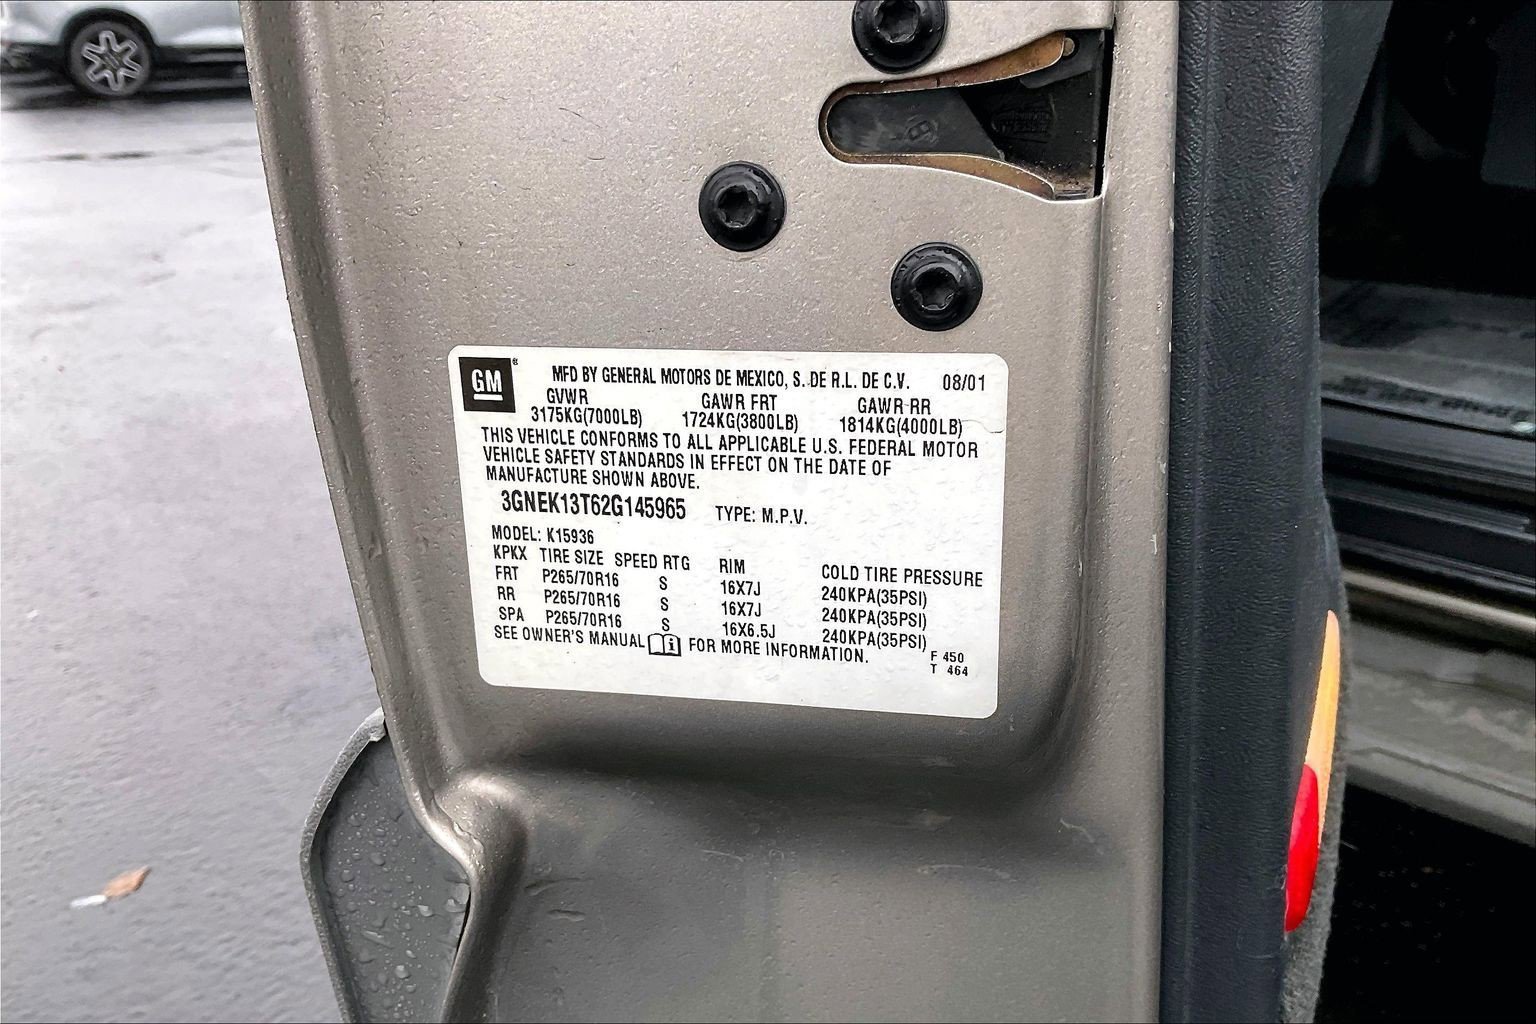 GM ® MFD BY GENERAL MOTORS DE MEXICO, S. DE R.L. DE C.V. 08/01
GVWR GAWR FRT GAWR RR
3175KG(7000LB) 1724KG(3800LB) 1814KG(4000LB)
THIS VEHICLE CONFORMS TO ALL APPLICABLE U.S. FEDERAL MOTOR
VEHICLE SAFETY STANDARDS IN EFFECT ON THE DATE OF
MANUFACTURE SHOWN ABOVE.
3GNEK13T62G145965 TYPE: M.P.V.
MODEL: K15936
KPKX TIRE SIZE SPEED RTG RIM COLD TIRE PRESSURE
FRT P265/70R16 S 16X7J 240KPA(35PSI)
RR P265/70R16 S 16X7J 240KPA(35PSI)
SPA P265/70R16 S 16X6.5J 240KPA(35PSI)
SEE OWNER'S MANUAL i FOR MORE INFORMATION.
F 450
T 464